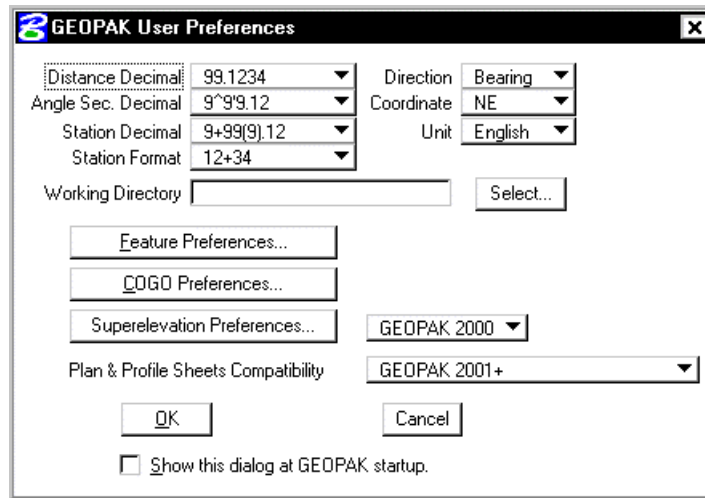 GEOPAK User Preferences
Distance Decimal 99.1234 Direction Bearing
Angle Sec. Decimal 9^9'9.12 Coordinate NE
Station Decimal 9+99(9).12 Unit English
Station Format 12+34
Working Directory Select...
Feature Preferences...
COGO Preferences...
Superelevation Preferences... GEOPAK 2000
Plan & Profile Sheets Compatibility GEOPAK 2001+
OK Cancel
Show this dialog at GEOPAK startup.